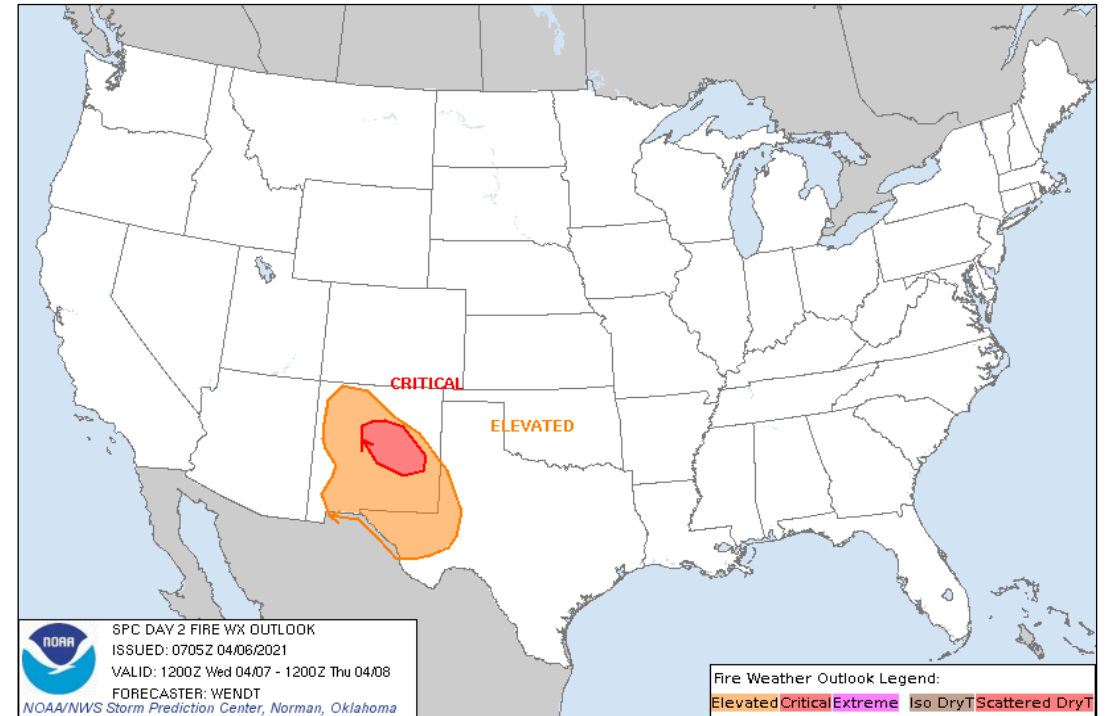 CRITICAL
ELEVATED
NOAA
SPC DAY 2 FIRE WX OUTLOOK
ISSUED: 0705Z 04/06/2021
VALID: 1200Z Wed 04/07 - 1200Z Thu 04/08
FORECASTER: WENDT
NOAA/NWS Storm Prediction Center, Norman, Oklahoma
Fire Weather Outlook Legend:
Elevated Critical Extreme Iso DryT Scattered DryT